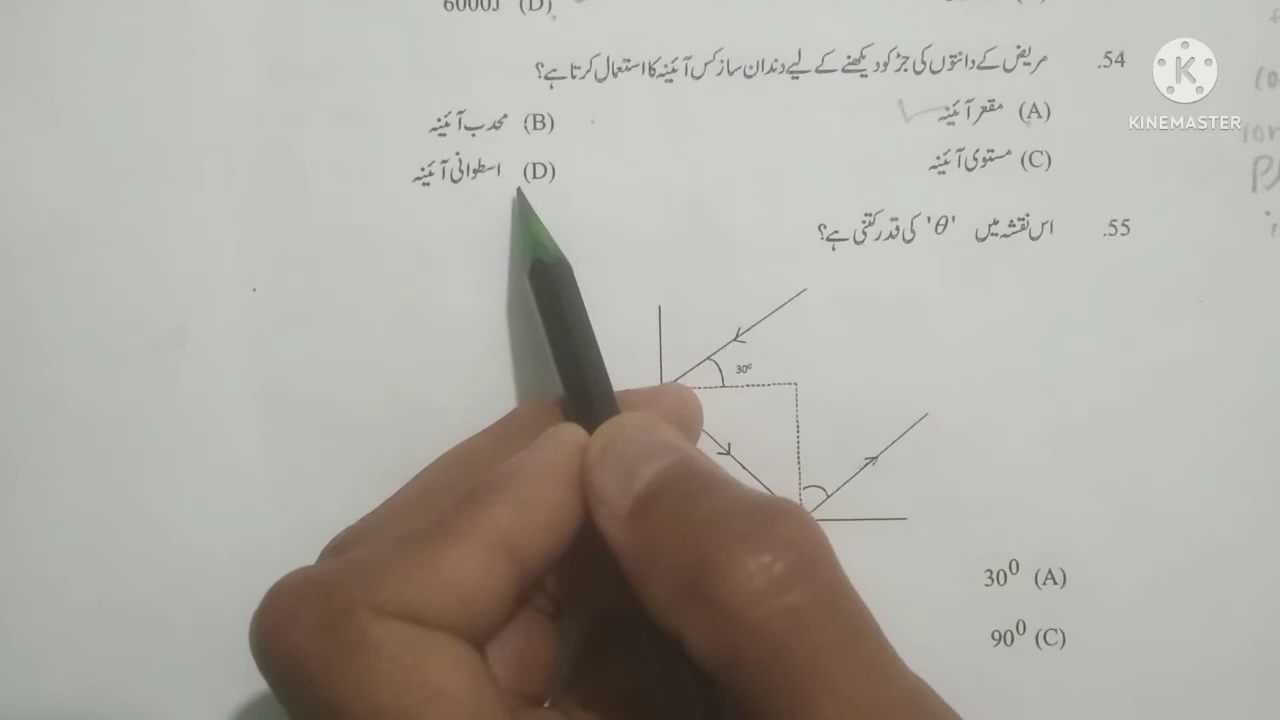 6000J (D)
54. مریض کے دانتوں کی جڑ کو دیکھنے کے لیے دندان ساز کس آئینہ کا استعمال کرتا ہے؟
(A) مقعر آئینہ (B) محدب آئینہ
(C) مستوی آئینہ (D) اسطوانی آئینہ
55. اس نقشہ میں 'θ' کی قدر کتنی ہے؟
30⁰
30⁰ (A)
90⁰ (C)
KINEMASTER